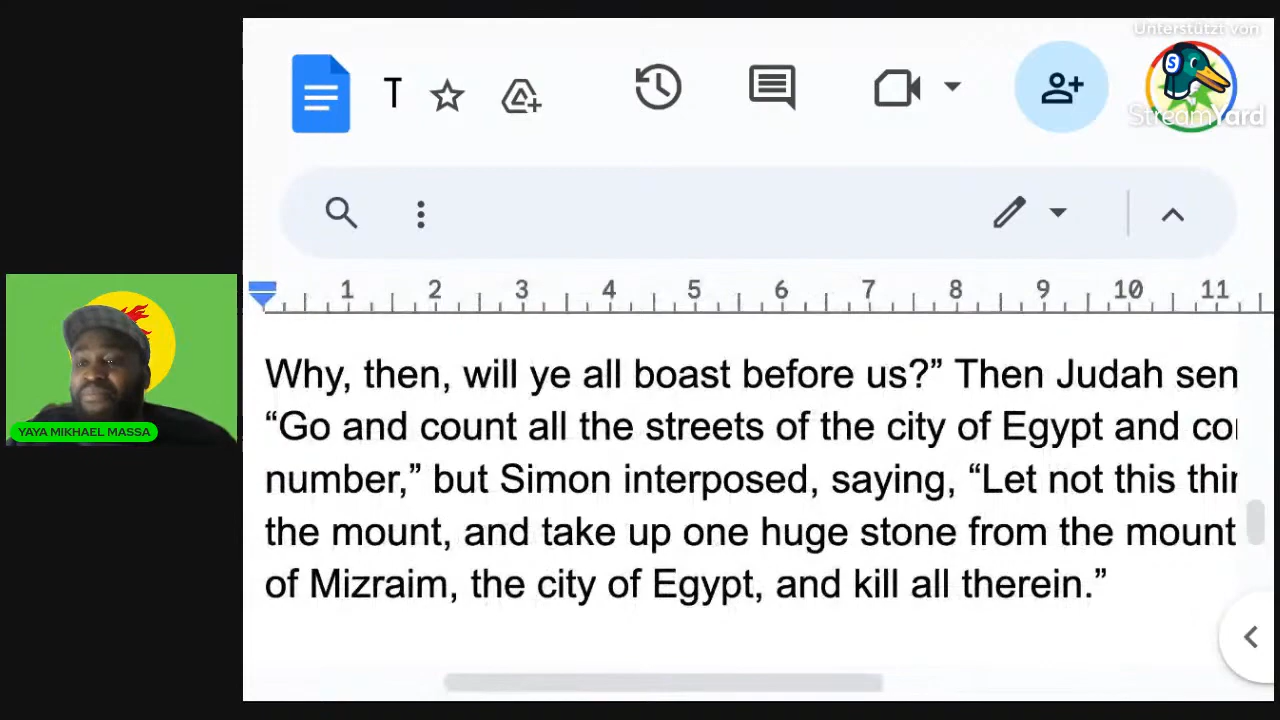 Unterstützt von
StreamYard
T
1 2 3 4 5 6 7 8 9 10 11
Why, then, will ye all boast before us?” Then Judah sen
“Go and count all the streets of the city of Egypt and co
number,” but Simon interposed, saying, “Let not this thin
the mount, and take up one huge stone from the mount
of Mizraim, the city of Egypt, and kill all therein.”
YAYA MIKHAEL MASSA